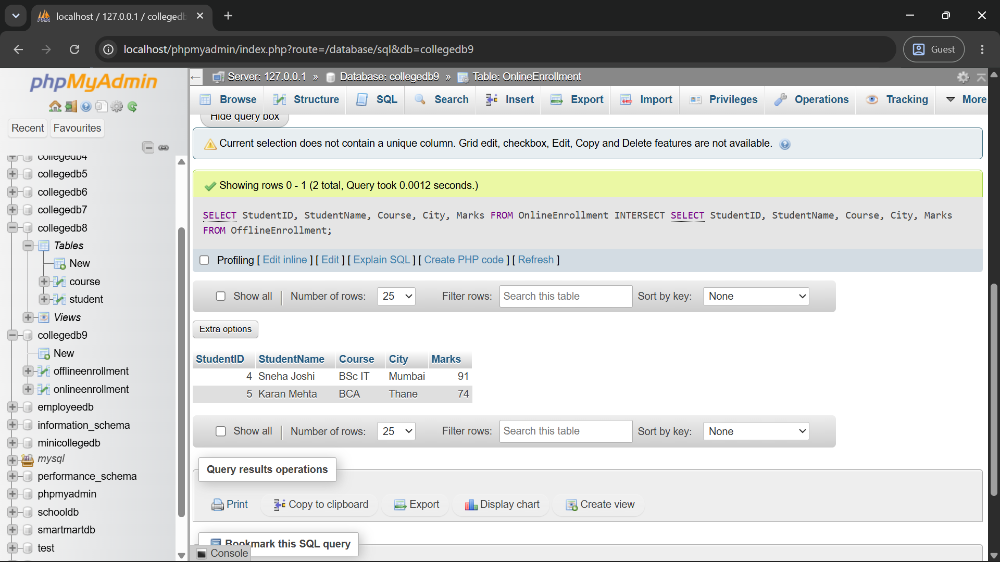 localhost / 127.0.0.1 / collegedb
localhost/phpmyadmin/index.php?route=/database/sql&db=collegedb9
Guest
phpMyAdmin
Recent
Favourites
collegedb4
collegedb5
collegedb6
collegedb7
collegedb8
Tables
New
course
student
Views
collegedb9
New
offlineenrollment
onlineenrollment
employeedb
information_schema
minicollegedb
mysql
performance_schema
phpmyadmin
schooldb
smartmartdb
test
Server: 127.0.0.1 » Database: collegedb9 » Table: OnlineEnrollment
Browse Structure SQL Search Insert Export Import Privileges Operations Tracking More
Hide query box
Current selection does not contain a unique column. Grid edit, checkbox, Edit, Copy and Delete features are not available.
Showing rows 0 - 1 (2 total, Query took 0.0012 seconds.)
SELECT StudentID, StudentName, Course, City, Marks FROM OnlineEnrollment INTERSECT SELECT StudentID, StudentName, Course, City, Marks
FROM OfflineEnrollment;
Profiling [ Edit inline ] [ Edit ] [ Explain SQL ] [ Create PHP code ] [ Refresh ]
Show all | Number of rows: 25 Filter rows: Search this table Sort by key: None
Extra options
StudentID StudentName Course City Marks
4 Sneha Joshi BSc IT Mumbai 91
5 Karan Mehta BCA Thane 74
Show all | Number of rows: 25 Filter rows: Search this table Sort by key: None
Query results operations
Print Copy to clipboard Export Display chart Create view
Bookmark this SQL query
Console